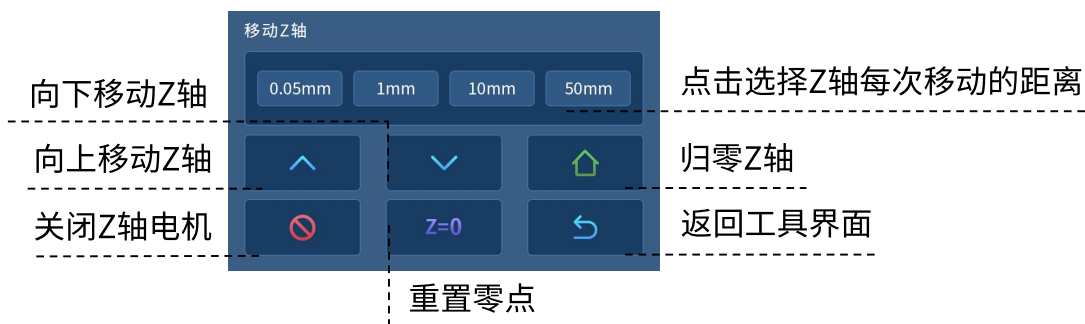 移动Z轴
0.05mm
1mm
10mm
50mm
向下移动Z轴
点击选择Z轴每次移动的距离
向上移动Z轴
归零Z轴
关闭Z轴电机
Z=0
返回工具界面
重置零点